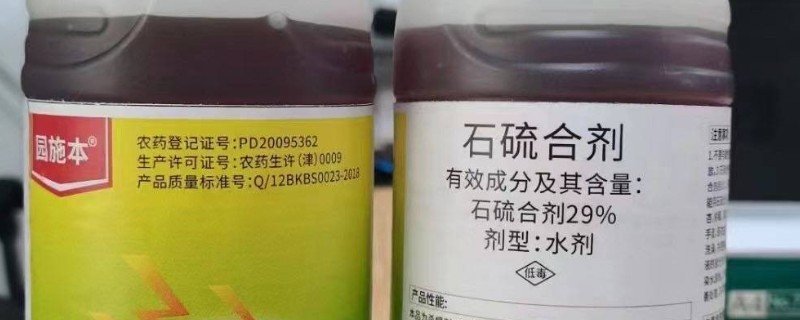 园施本®
农药登记证号:PD20095362
生产许可证号:农药生许(津)0009
产品质量标准号:Q/12BKBS0023-2018
石硫合剂
有效成分及其含量:
石硫合剂29%
剂型:水剂
低毒
产品性能: